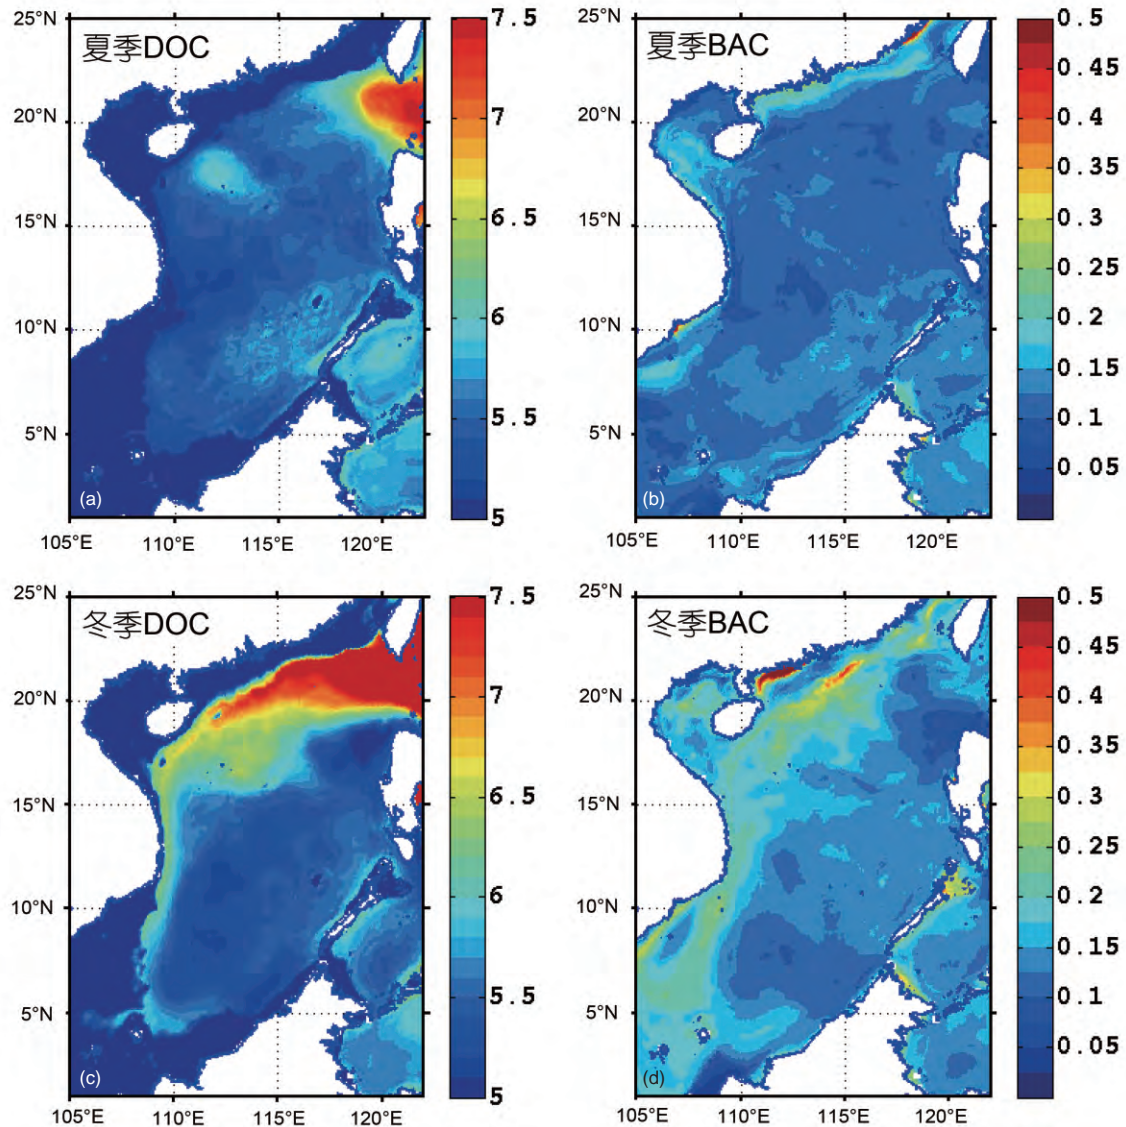 25°N
20°N
15°N
10°N
5°N
夏季DOC
(a)
105°E
110°E
115°E
120°E
7.5
7
6.5
6
5.5
5
25°N
20°N
15°N
10°N
5°N
夏季BAC
(b)
105°E
110°E
115°E
120°E
0.5
0.45
0.4
0.35
0.3
0.25
0.2
0.15
0.1
0.05
25°N
20°N
15°N
10°N
5°N
冬季DOC
(c)
105°E
110°E
115°E
120°E
7.5
7
6.5
6
5.5
5
25°N
20°N
15°N
10°N
5°N
冬季BAC
(d)
105°E
110°E
115°E
120°E
0.5
0.45
0.4
0.35
0.3
0.25
0.2
0.15
0.1
0.05